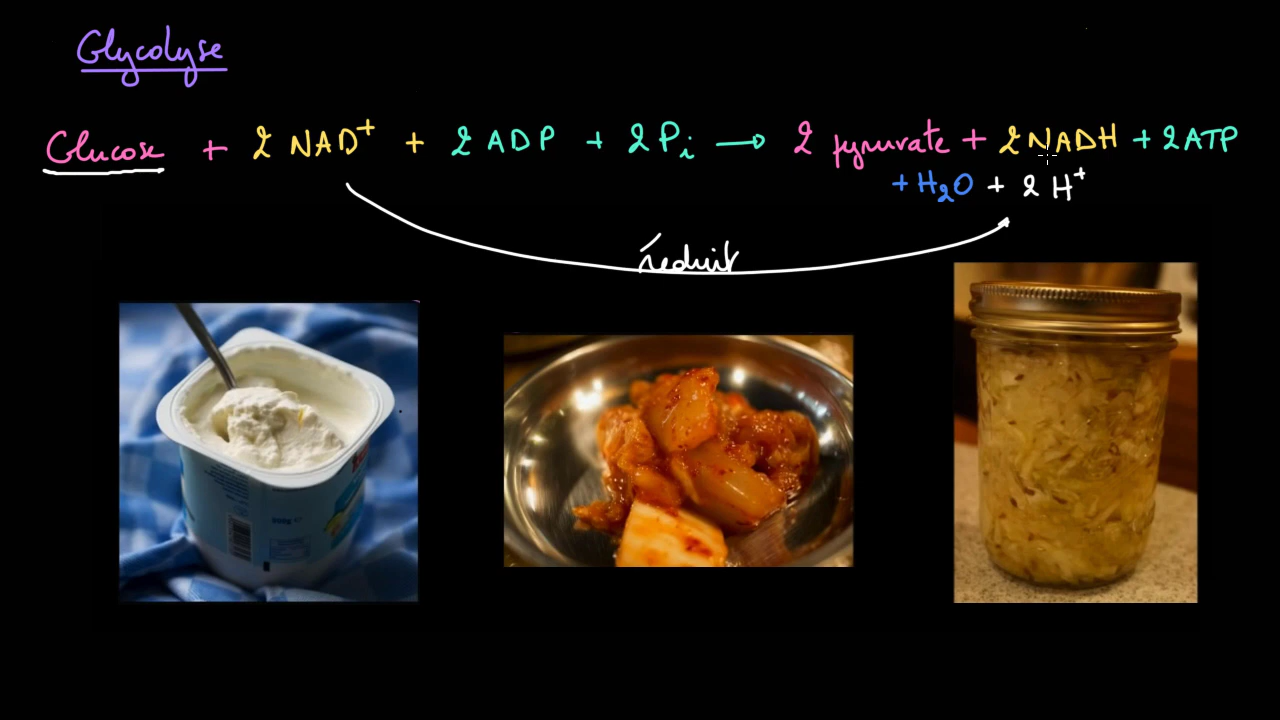 Glycolyse
Glucose + 2 NAD⁺ + 2 ADP + 2 Pᵢ → 2 pyruvate + 2 NADH + 2 ATP
+ H₂O + 2 H⁺
réduit